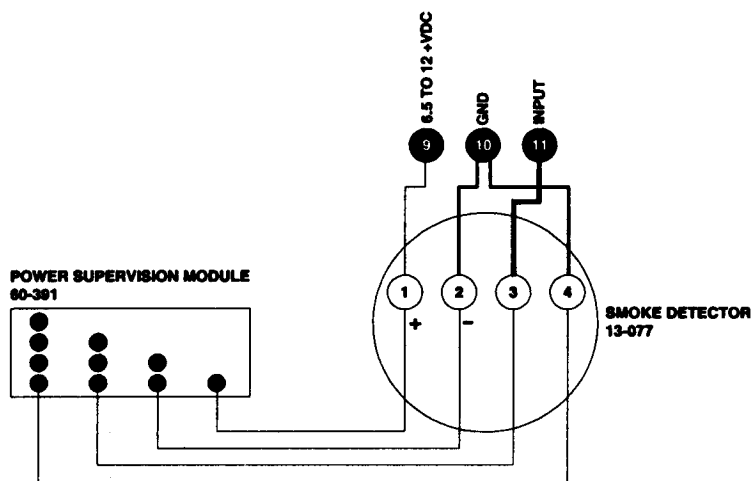 6.5 TO 12 +VDC
GND
INPUT
9
10
11
POWER SUPERVISION MODULE
60-391
1
2
3
4
+
–
SMOKE DETECTOR
13-077